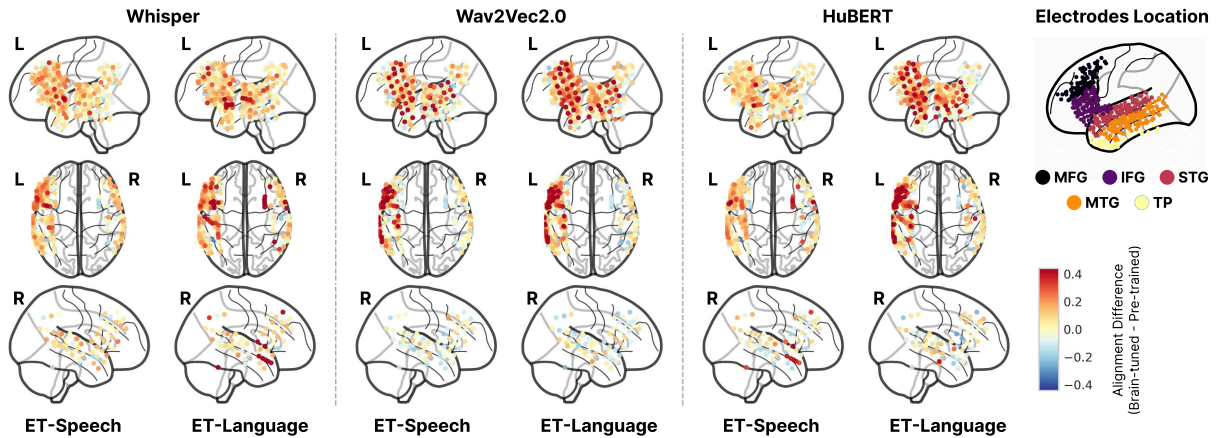 Whisper
Wav2Vec2.0
HuBERT
Electrodes Location
L
L
L
L
L
L
L
R
L
R
L
R
L
R
L
R
L
R
MFG
IFG
STG
MTG
TP
R
R
R
R
R
R
0.4
0.2
0.0
−0.2
−0.4
Alignment Difference
(Brain-tuned - Pre-trained)
ET-Speech
ET-Language
ET-Speech
ET-Language
ET-Speech
ET-Language